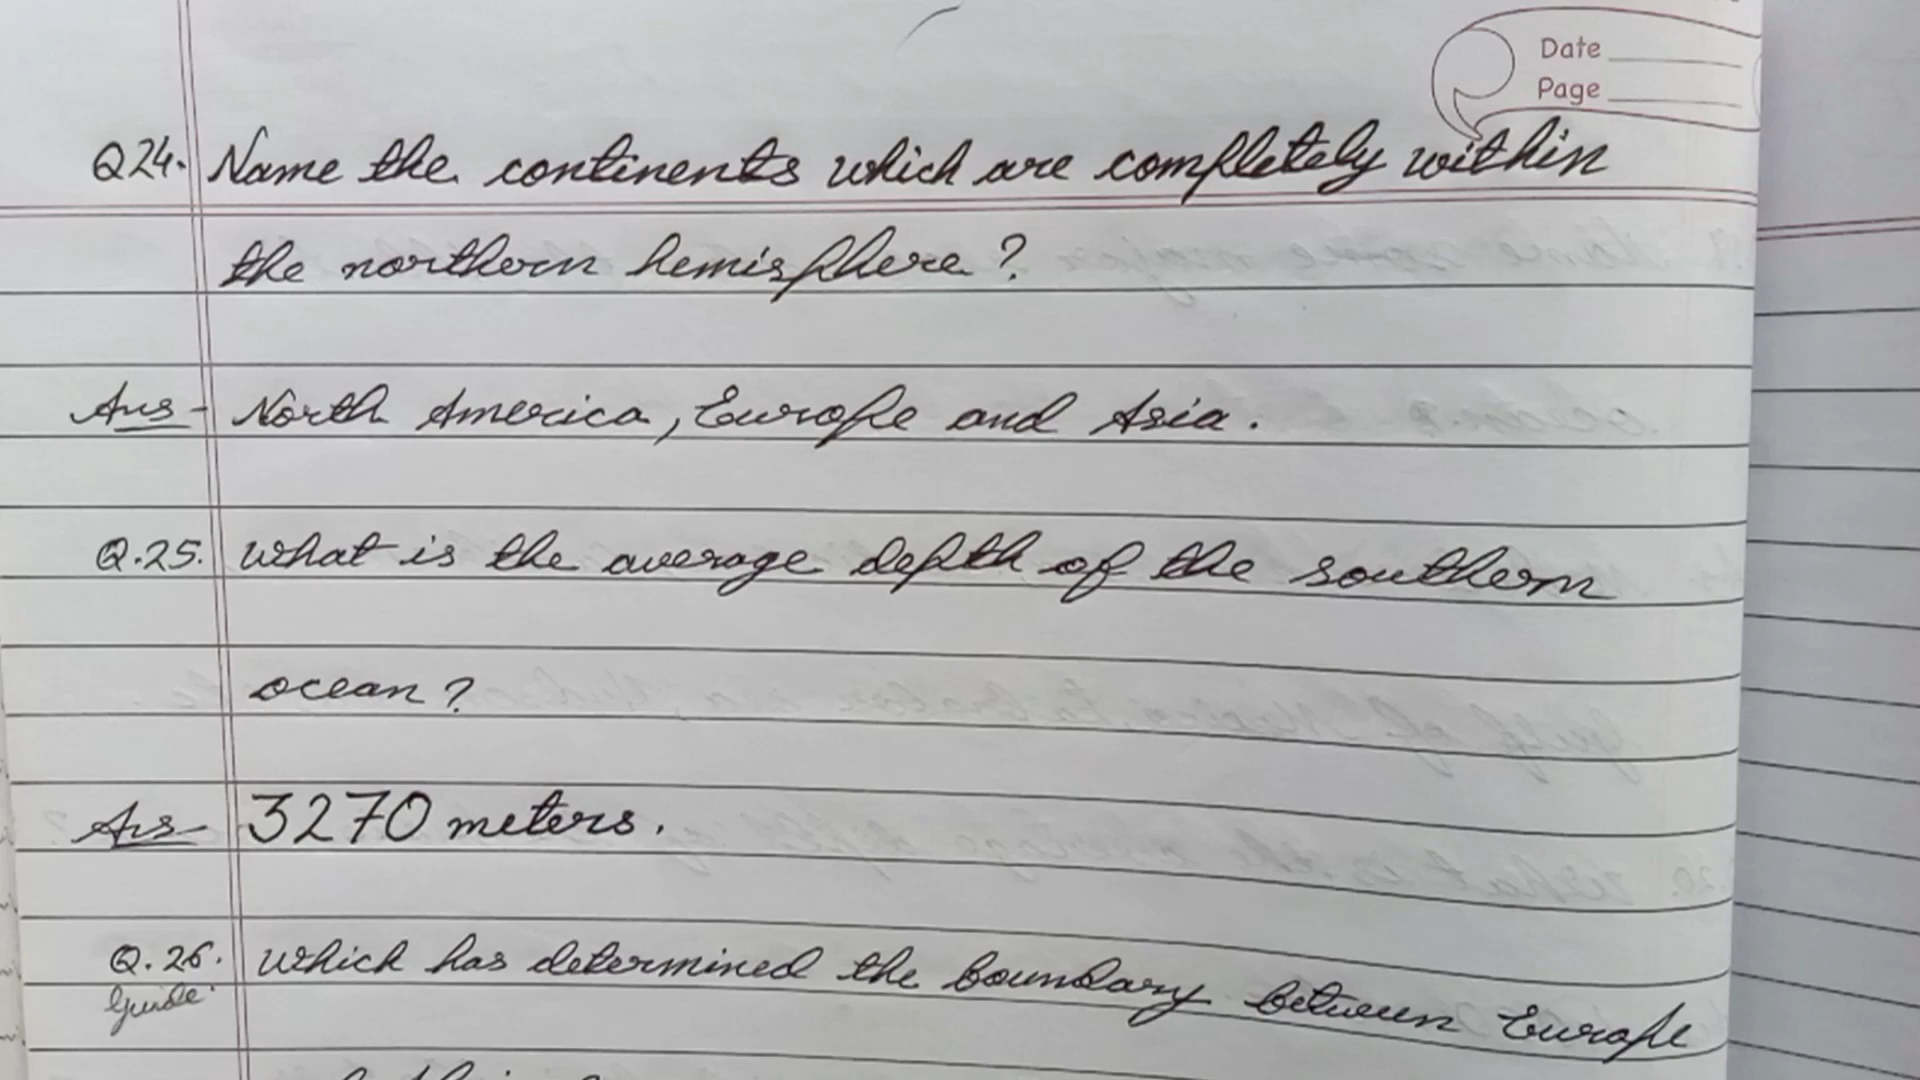 Date
Page
Q24. Name the continents which are completely within
the northern hemisphere?
Ans - North America, Europe and Asia.
Q.25. What is the average depth of the southern
ocean?
Ans - 3270 meters.
Q.26. Which has determined the boundary between Europe
Guide